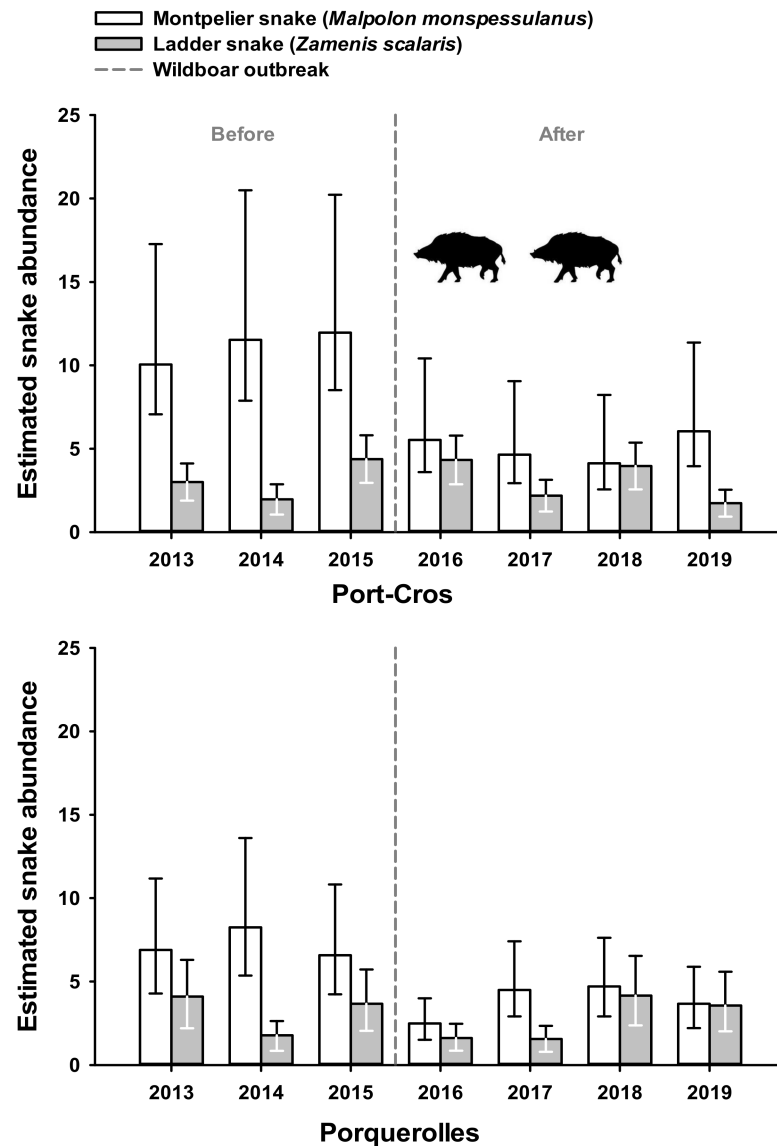 Montpelier snake (Malpolon monspessulanus)
Ladder snake (Zamenis scalaris)
Wildboar outbreak
Estimated snake abundance
25
20
15
10
5
0
Before
After
2013 2014 2015 2016 2017 2018 2019
Port-Cros
Estimated snake abundance
25
20
15
10
5
0
2013 2014 2015 2016 2017 2018 2019
Porquerolles